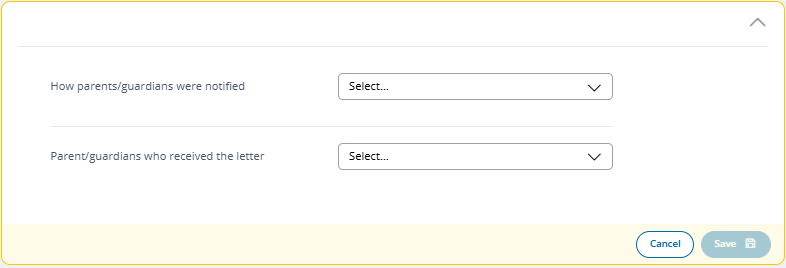 How parents/guardians were notified
Select...
Parent/guardians who received the letter
Select...
Cancel
Save